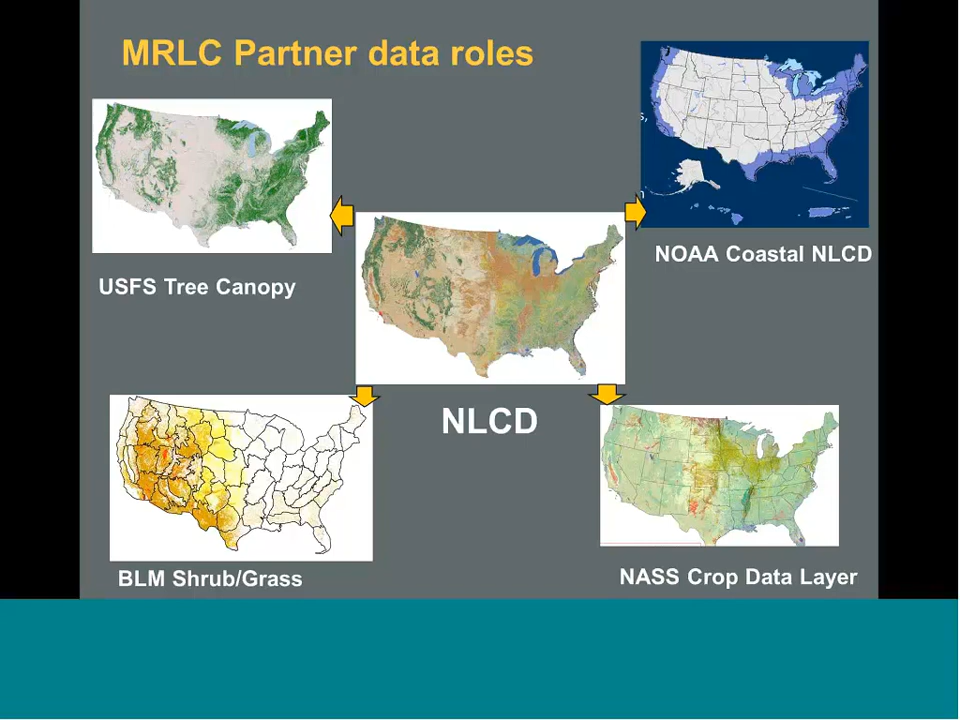 MRLC Partner data roles
s,
n
USFS Tree Canopy
NOAA Coastal NLCD
NLCD
BLM Shrub/Grass
NASS Crop Data Layer